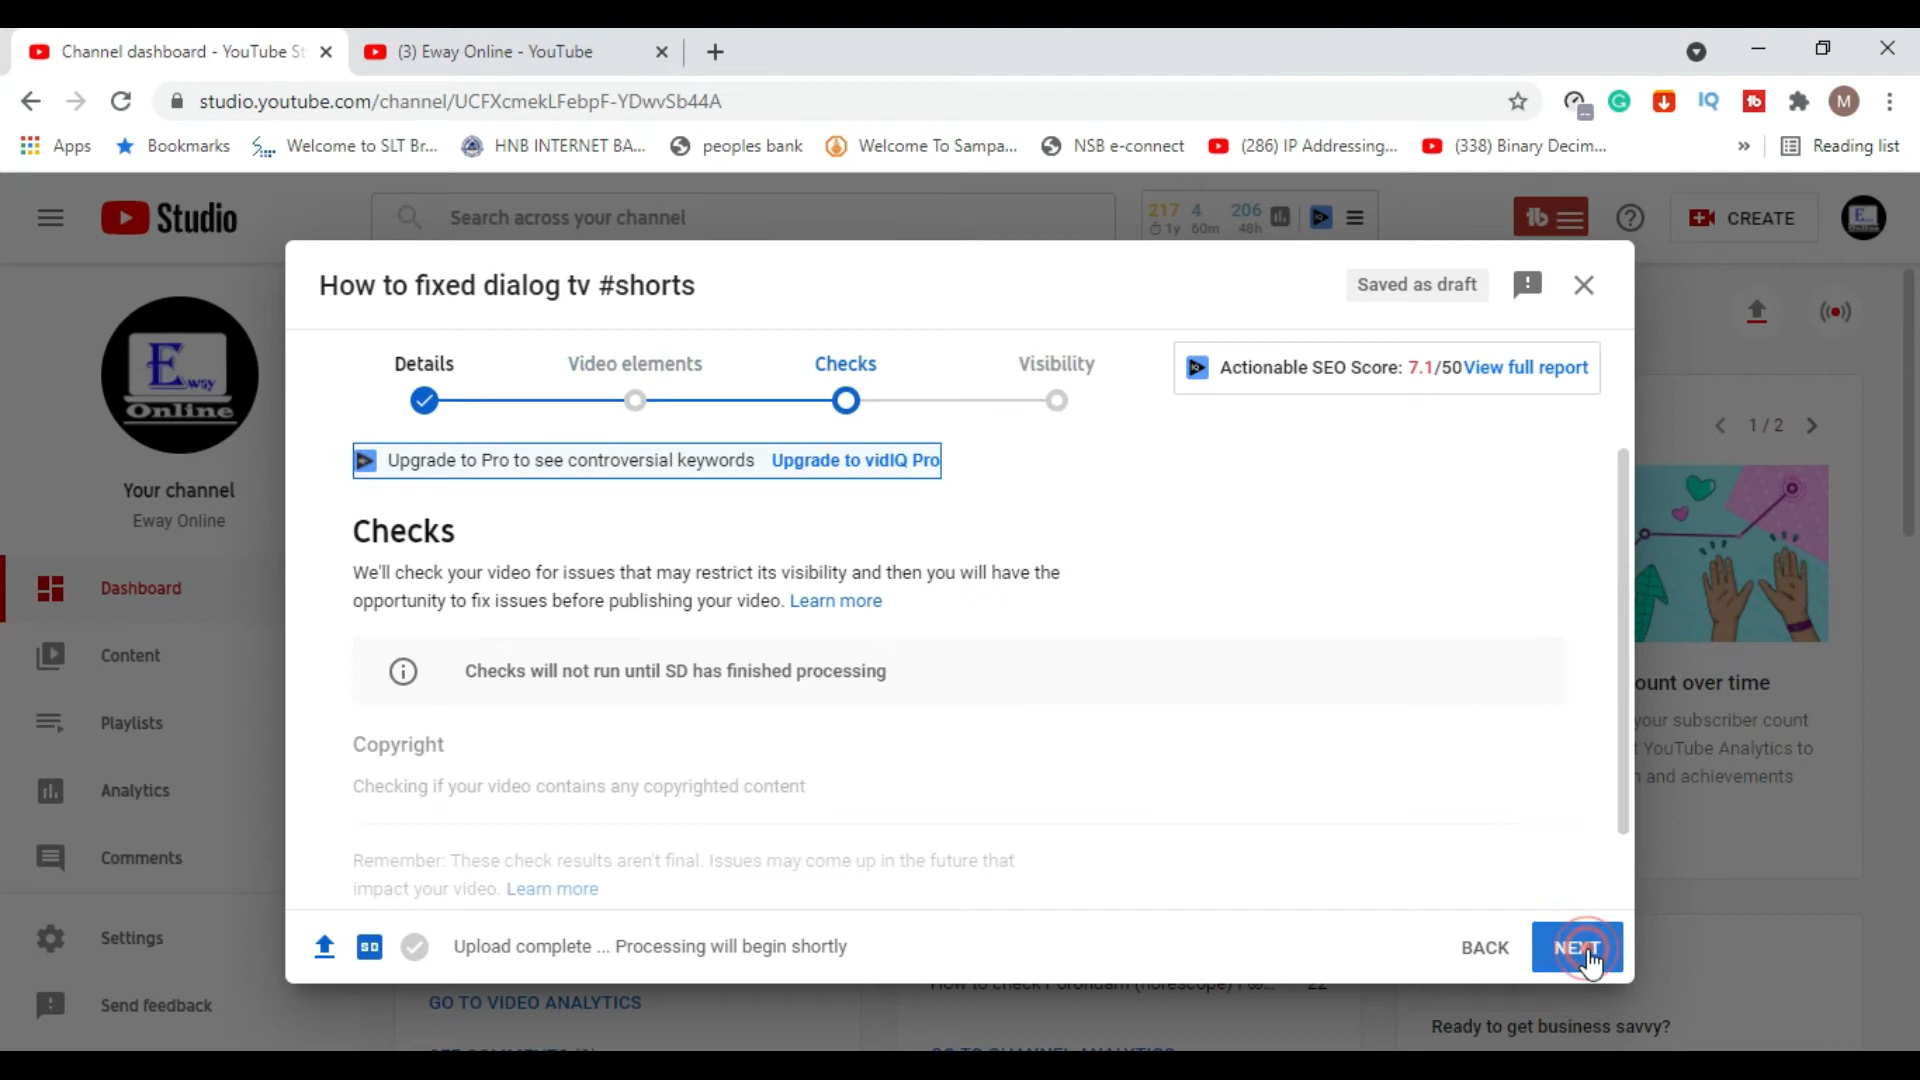 Channel dashboard - YouTube St
(3) Eway Online - YouTube
studio.youtube.com/channel/UCFXcmekLFebpF-YDwvSb44A
IQ
M
Apps
Bookmarks
Welcome to SLT Br...
HNB INTERNET BA...
peoples bank
Welcome To Sampa...
NSB e-connect
(286) IP Addressing...
(338) Binary Decim...
»
Reading list
Studio
Search across your channel
217 4 206
1y 60m 48h
CREATE
How to fixed dialog tv #shorts
Saved as draft
Details
Video elements
Checks
Visibility
Actionable SEO Score: 7.1/50 View full report
Upgrade to Pro to see controversial keywords Upgrade to vidIQ Pro
Checks
We'll check your video for issues that may restrict its visibility and then you will have the
opportunity to fix issues before publishing your video. Learn more
Checks will not run until SD has finished processing
Copyright
Checking if your video contains any copyrighted content
Remember: These check results aren't final. Issues may come up in the future that
impact your video. Learn more
SD
Upload complete ... Processing will begin shortly
BACK
NEXT
E way
Online
Your channel
Eway Online
Dashboard
Content
Playlists
Analytics
Comments
Settings
Send feedback
1 / 2
ount over time
your subscriber count
YouTube Analytics to
and achievements
GO TO VIDEO ANALYTICS
Ready to get business savvy?